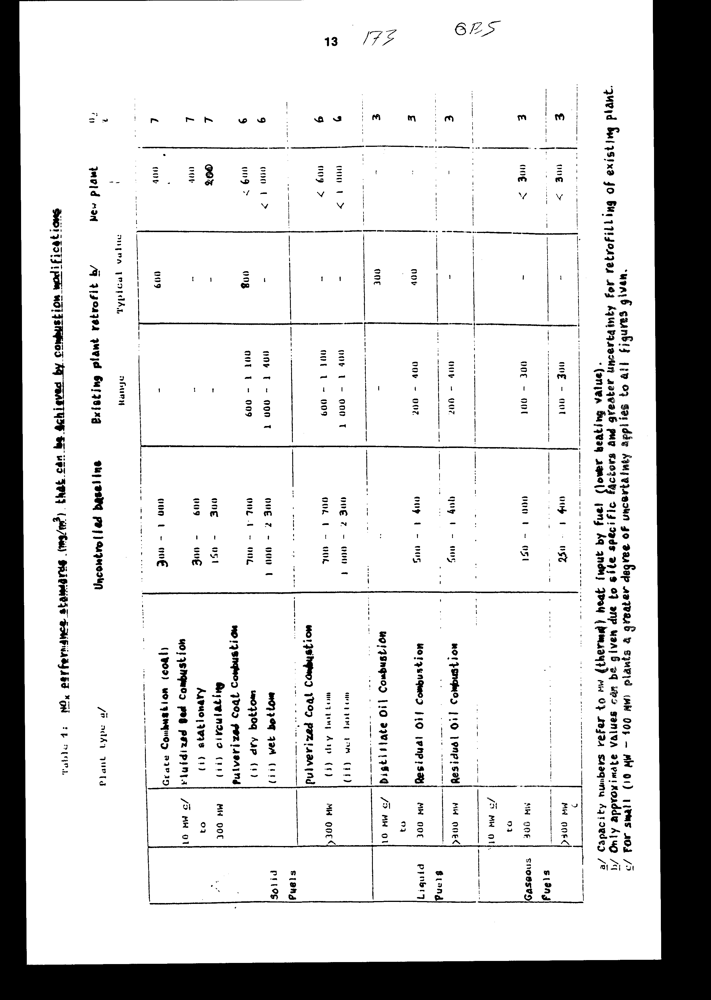 13 173
Table 1: NOx performance standards (mg/m3) that can be achieved by combustion modifications
Plant type a/ Uncontrolled baseline Existing plant retrofit b/ New plant O2
Range Typical value %
Grate Combustion (coal) 300 - 1 000 - 600 400 7
10 MW c/ Fluidized Bed Combustion
to (i) stationary 300 - 600 - - 400 7
300 MW (ii) circulating 150 - 300 - - 200 7
Pulverized Coal Combustion
(i) dry bottom 700 - 1 700 600 - 1 100 800 < 600 6
Solid (ii) wet bottom 1 000 - 2 300 1 000 - 1 400 - < 1 000 6
Fuels
Pulverized Coal Combustion
>300 MW (i) dry bottom 700 - 1 700 600 - 1 100 - < 600 6
(ii) wet bottom 1 000 - 2 300 1 000 - 1 400 - < 1 000 6
10 MW c/ Distillate Oil Combustion - - 300 - 3
to
Liquid 300 MW Residual Oil Combustion 500 - 1 400 200 - 400 400 - 3
Fuels
>300 MW Residual Oil Combustion 500 - 1 400 200 - 400 - - 3
10 MW c/
to
Gaseous 300 MW 150 - 1 000 100 - 300 - < 300 3
Fuels
>300 MW 250 - 1 400 100 - 300 - < 300 3
a/ Capacity numbers refer to MW (thermal) heat input by fuel (lower heating value).
b/ Only approximate values can be given due to site specific factors and greater uncertainty for retrofilling of existing plant.
c/ For small (10 MW - 100 MW) plants a greater degree of uncertainty applies to all figures given.